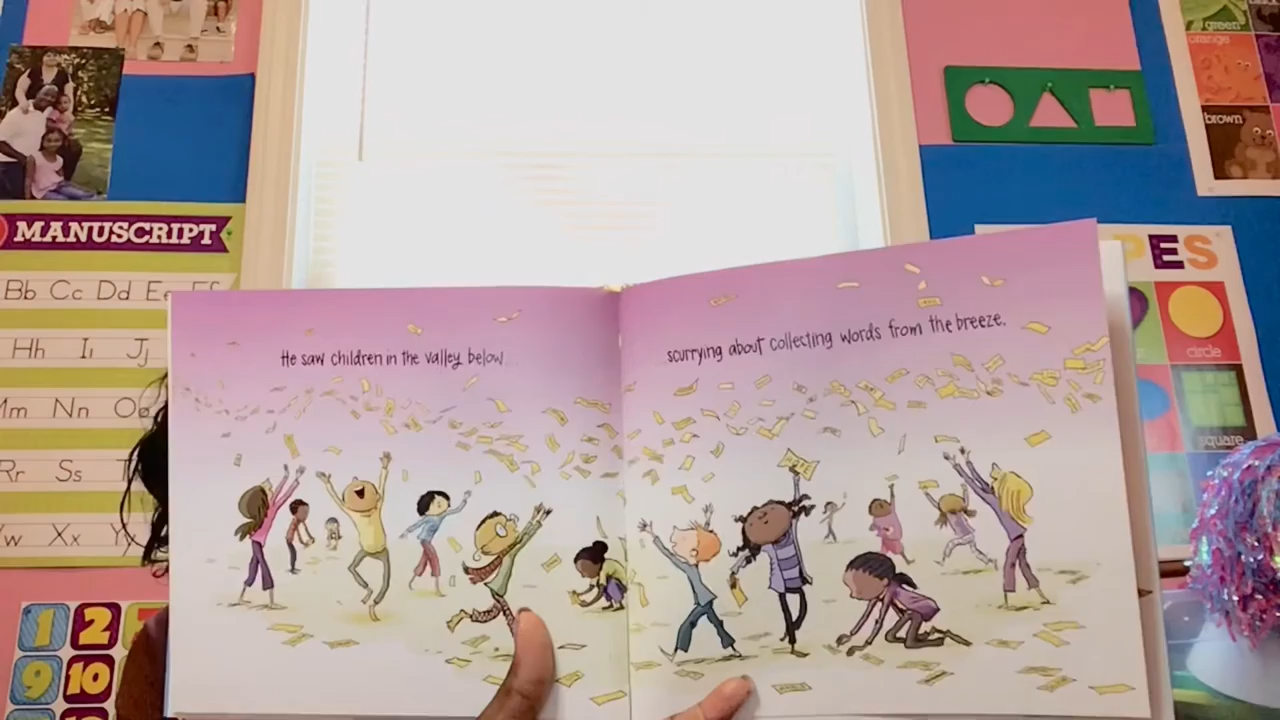 green
orange
brown
MANUSCRIPT
Bb Cc Dd Ee Ff
Hh Ii Jj
Mm Nn Oo
Rr Ss T
w Xx Yy
1 2
9 10
PES
circle
square
He saw children in the valley below...
...scurrying about collecting words from the breeze.